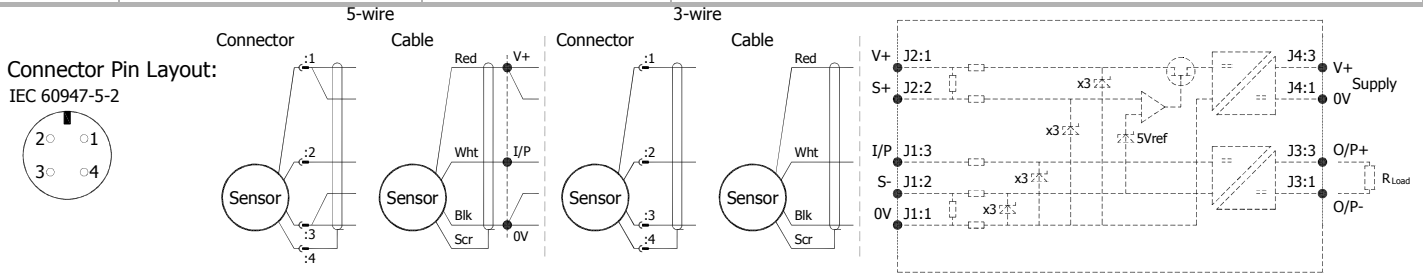 5-wire
3-wire
Connector Pin Layout:
IEC 60947-5-2
2 1
3 4
Connector
:1
:2
:3
:4
Sensor
Cable
Red V+
Wht I/P
Blk
Scr 0V
Sensor
Connector
:1
:2
:3
:4
Sensor
Cable
Red
Wht
Blk
Scr
Sensor
V+ J2:1
S+ J2:2
I/P J1:3
S- J1:2
0V J1:1
x3
x3
x3
x3
5Vref
J4:3 V+
Supply
J4:1 0V
J3:3 O/P+
RLoad
J3:1
O/P-